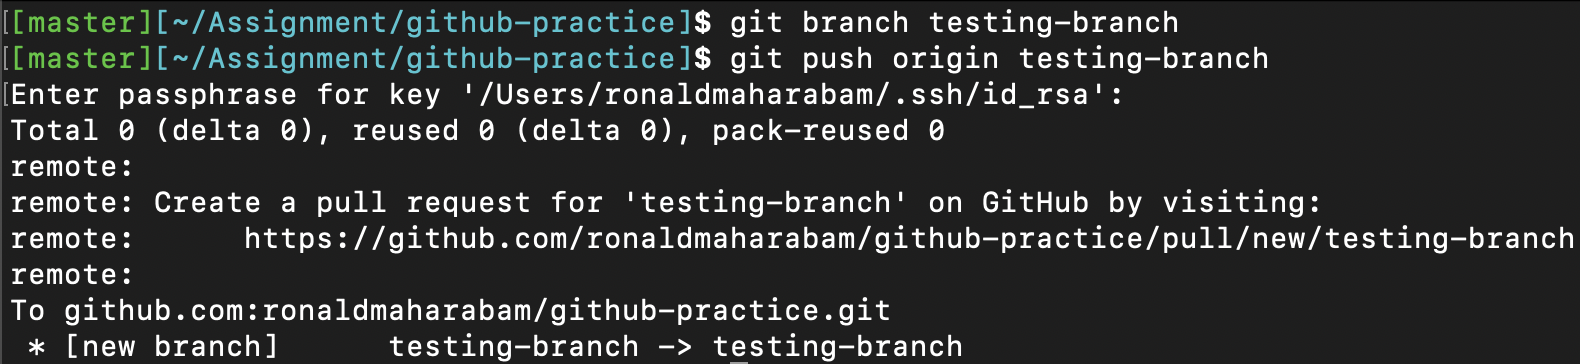 [[master][~/Assignment/github-practice]$ git branch testing-branch
[[master][~/Assignment/github-practice]$ git push origin testing-branch
[Enter passphrase for key '/Users/ronaldmaharabam/.ssh/id_rsa':
Total 0 (delta 0), reused 0 (delta 0), pack-reused 0
remote:
remote: Create a pull request for 'testing-branch' on GitHub by visiting:
remote:      https://github.com/ronaldmaharabam/github-practice/pull/new/testing-branch
remote:
To github.com:ronaldmaharabam/github-practice.git
 * [new branch]      testing-branch -> testing-branch